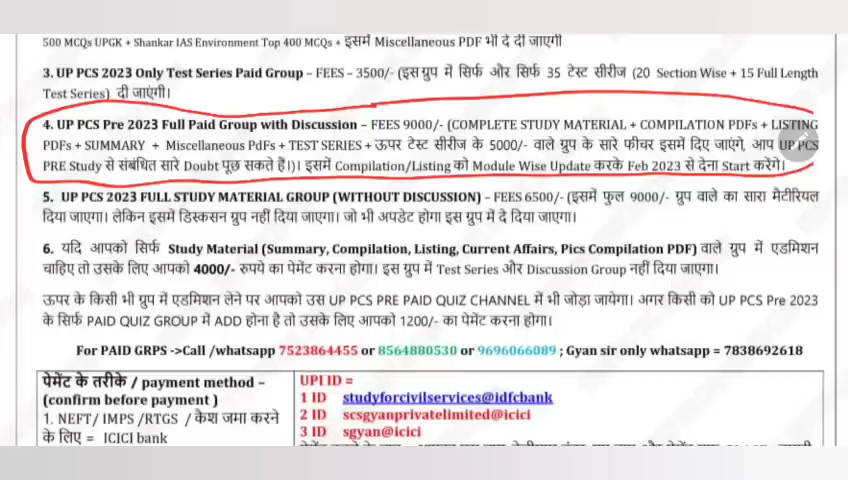 500 MCQs UPGK + Shankar IAS Environment Top 400 MCQs + इसमें Miscellaneous PDF भी दे दी जाएगी
3. UP PCS 2023 Only Test Series Paid Group – FEES – 3500/- (इस ग्रुप में सिर्फ और सिर्फ 35 टेस्ट सीरीज (20 Section Wise + 15 Full Length
Test Series) दी जाएंगी।
4. UP PCS Pre 2023 Full Paid Group with Discussion – FEES 9000/- (COMPLETE STUDY MATERIAL + COMPILATION PDFs + LISTING
PDFs + SUMMARY + Miscellaneous PdFs + TEST SERIES + ऊपर टेस्ट सीरीज के 5000/- वाले ग्रुप के सारे फीचर इसमें दिए जाएंगे, आप UP PCS
PRE Study से संबंधित सारे Doubt पूछ सकते हैं।)। इसमें Compilation/Listing को Module Wise Update करके Feb 2023 से देना Start करेंगे।
5. UP PCS 2023 FULL STUDY MATERIAL GROUP (WITHOUT DISCUSSION) – FEES 6500/- (इसमें फुल 9000/- ग्रुप वाले का सारा मैटीरियल
दिया जाएगा। लेकिन इसमें डिस्कसन ग्रुप नहीं दिया जाएगा। जो भी अपडेट होगा इस ग्रुप में दे दिया जाएगा।
6. यदि आपको सिर्फ Study Material (Summary, Compilation, Listing, Current Affairs, Pics Compilation PDF) वाले ग्रुप में एडमिशन
चाहिए तो उसके लिए आपको 4000/- रुपये का पेमेंट करना होगा। इस ग्रुप में Test Series और Discussion Group नहीं दिया जाएगा।
ऊपर के किसी भी ग्रुप में एडमिशन लेने पर आपको उस UP PCS PRE PAID QUIZ CHANNEL में भी जोड़ा जायेगा। अगर किसी को UP PCS Pre 2023
के सिर्फ PAID QUIZ GROUP में ADD होना है तो उसके लिए आपको 1200/- का पेमेंट करना होगा।
For PAID GRPS ->Call /whatsapp 7523864455 or 8564880530 or 9696066089 ; Gyan sir only whatsapp = 7838692618
पेमेंट के तरीके / payment method –
(confirm before payment )
1. NEFT/ IMPS /RTGS / कैश जमा करने
के लिए = ICICI bank
UPI ID =
1 ID studyforcivilservices@idfcbank
2 ID scsgyanprivatelimited@icici
3 ID sgyan@icici